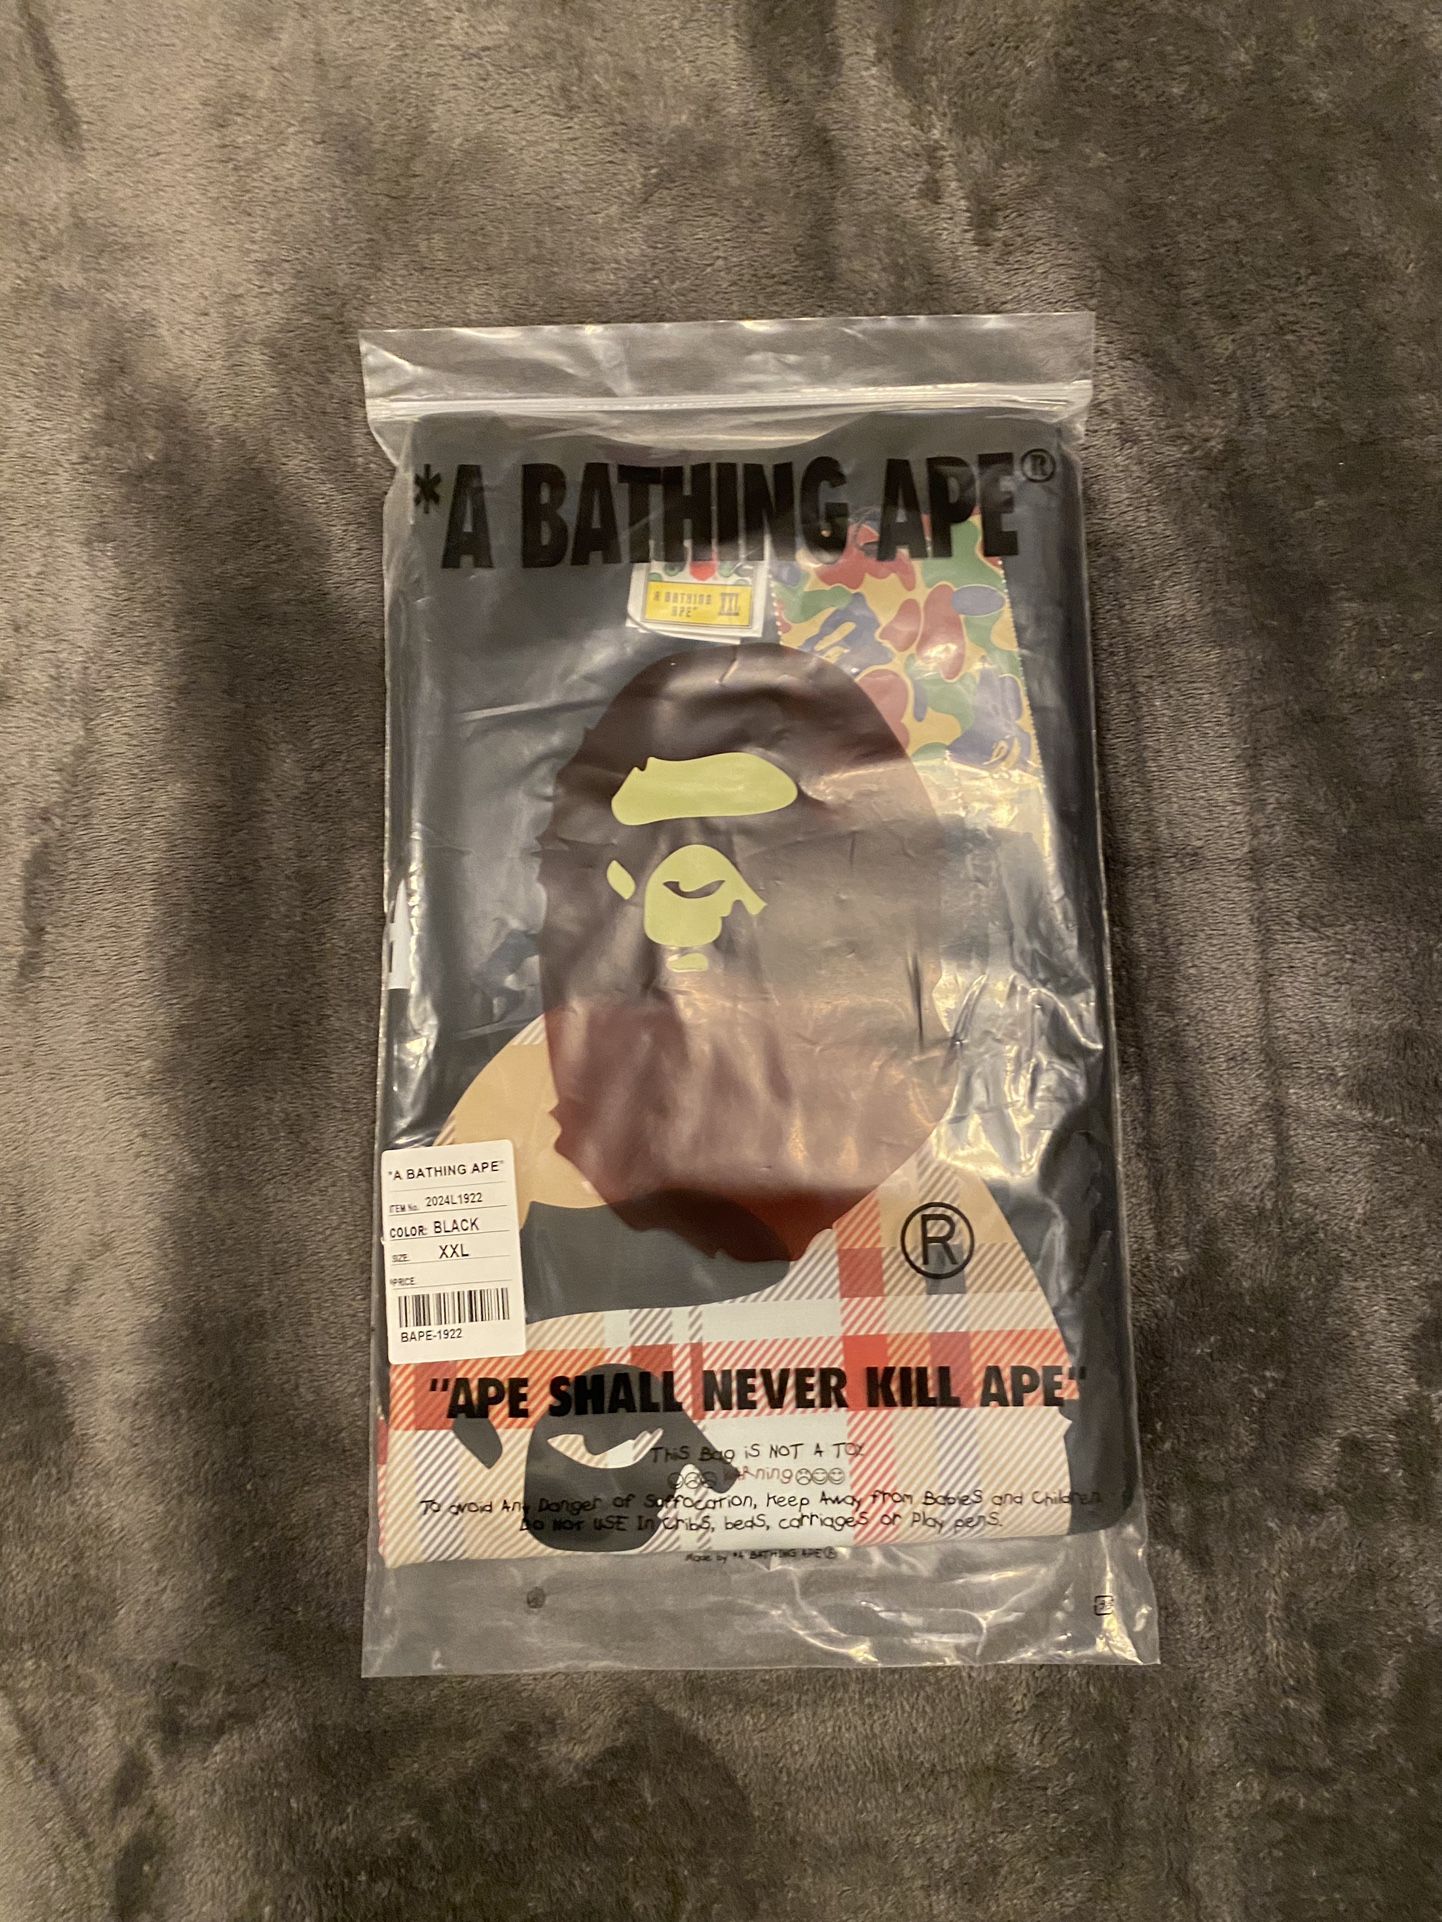 *A BATHING APE®
A BATHING
APE"
XXL
"A BATHING APE"
ITEM No. 2024L1922
COLOR: BLACK
SIZE: XXL
PRICE
BAPE-1922
®
"APE SHALL NEVER KILL APE"
THIS Bag iS NOT A TOY
WARning
To avoid Any Danger of Suffocation, Keep Away From Babies and Children
Do Not USE In Cribs, beds, carriages or Play pens.
Made by *A BATHING APE®